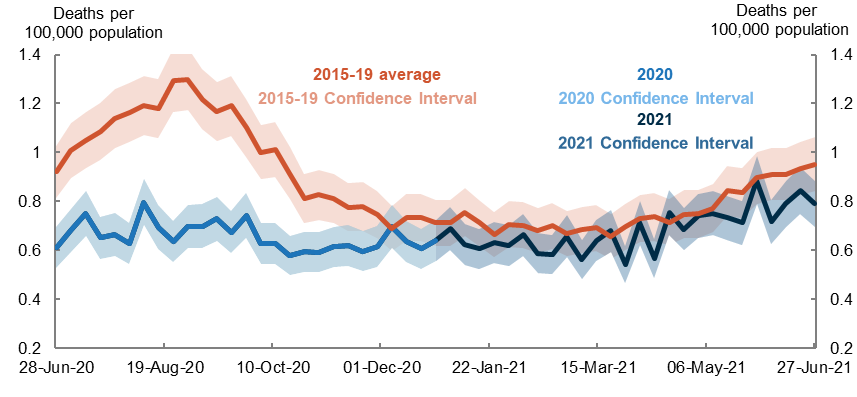 Deaths per
100,000 population
Deaths per
100,000 population
1.4
1.2
1
0.8
0.6
0.4
0.2
1.4
1.2
1
0.8
0.6
0.4
0.2
2015-19 average
2015-19 Confidence Interval
2020
2020 Confidence Interval
2021
2021 Confidence Interval
28-Jun-20 19-Aug-20 10-Oct-20 01-Dec-20 22-Jan-21 15-Mar-21 06-May-21 27-Jun-21